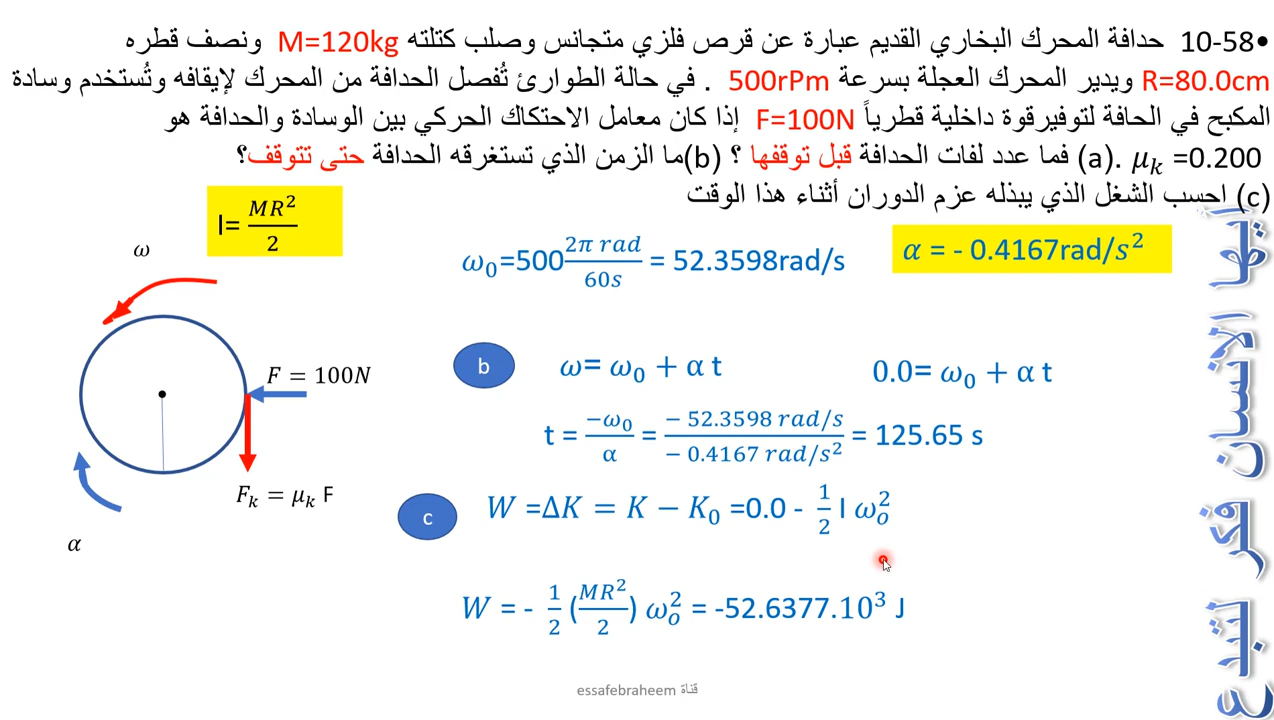 •10-58 حدافة المحرك البخاري القديم عبارة عن قرص فلزي متجانس وصلب كتلته M=120kg ونصف قطره
R=80.0cm ويدير المحرك العجلة بسرعة 500rPm . في حالة الطوارئ تُفصل الحدافة من المحرك لإيقافه وتُستخدم وسادة
المكبح في الحافة لتوفيرقوة داخلية قطرياً F=100N إذا كان معامل الاحتكاك الحركي بين الوسادة والحدافة هو
μₖ =0.200 .(a) فما عدد لفات الحدافة قبل توقفها ؟ (b)ما الزمن الذي تستغرقه الحدافة حتى تتوقف؟
(c) احسب الشغل الذي يبذله عزم الدوران أثناء هذا الوقت
I= MR²/2
ω
ω₀=500 2π rad/60s = 52.3598rad/s
α = - 0.4167rad/s²
F = 100N
b
ω= ω₀ + α t
0.0= ω₀ + α t
t = −ω₀/α = − 52.3598 rad/s / − 0.4167 rad/s² = 125.65 s
Fₖ = μₖ F
α
c
W =ΔK = K − K₀ =0.0 - 1/2 I ωₒ²
W = - 1/2 (MR²/2) ωₒ² = -52.6377.10³ J
قناة essafebraheem
أيها الانسان فكر لتبدع